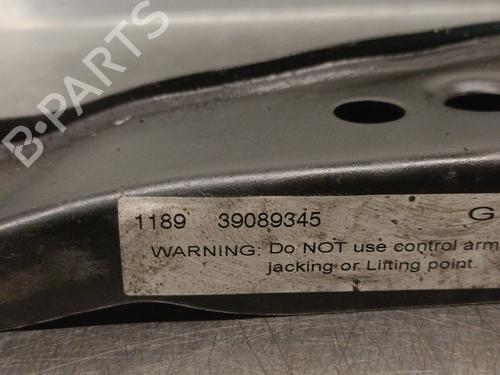 B-PARTS
1189 39089345 G
WARNING: Do NOT use control arm
jacking or Lifting point.